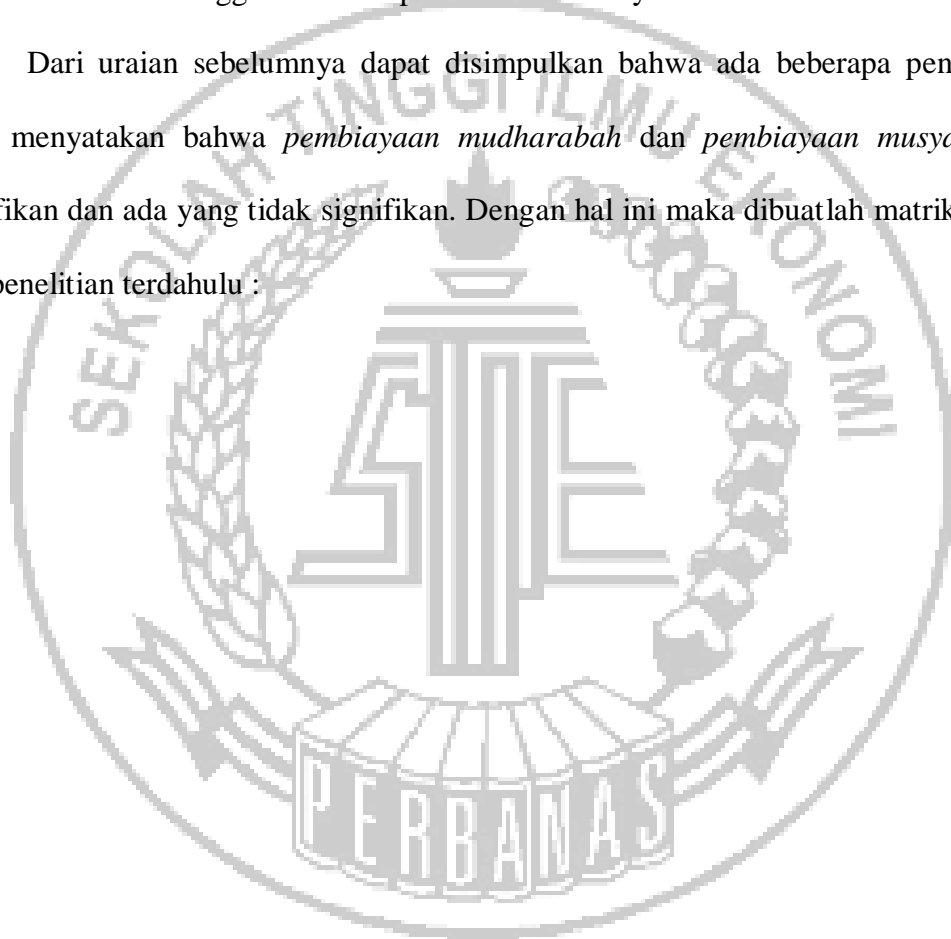 Dari uraian sebelumnya dapat disimpulkan bahwa ada beberapa pen
menyatakan bahwa pembiayaan mudharabah dan pembiayaan musya
fikan dan ada yang tidak signifikan. Dengan hal ini maka dibuatlah matrik
penelitian terdahulu :
SEKOLAH TINGGI ILMU EKONOMI
STIE
PERBANAS